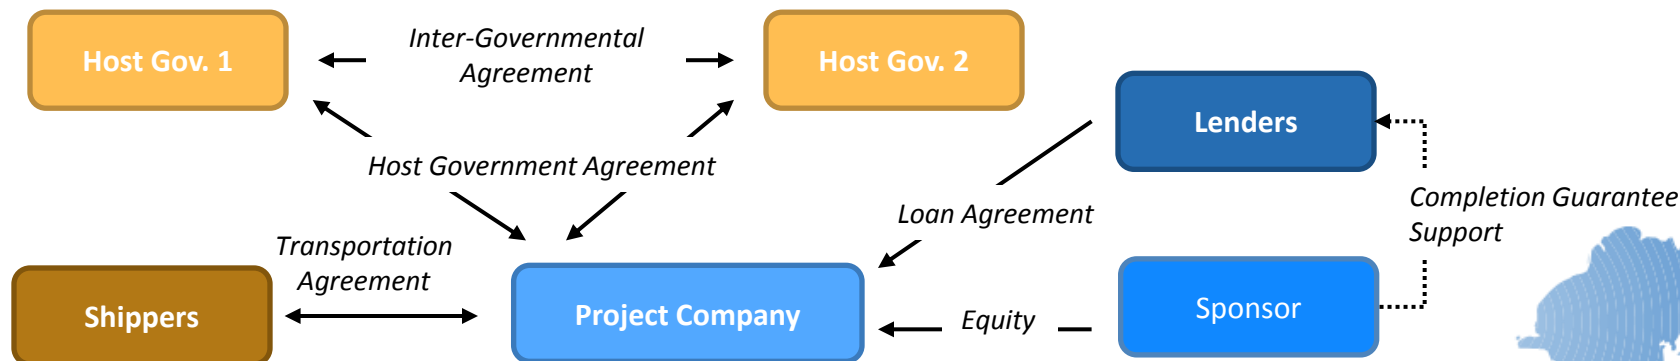 Host Gov. 1
Inter-Governmental
Agreement
Host Gov. 2
Lenders
Host Government Agreement
Completion Guarantee
Support
Loan Agreement
Transportation
Agreement
Shippers
Project Company
Equity
Sponsor